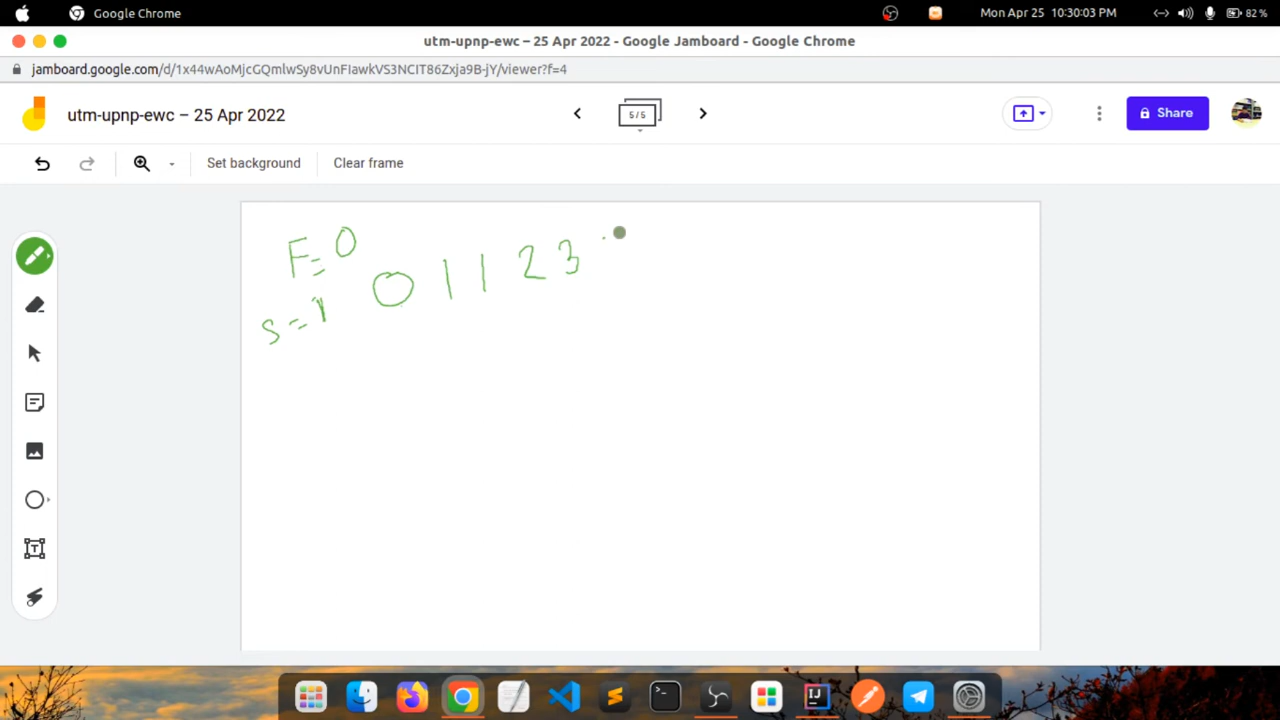 Google Chrome
Mon Apr 25 10:30:03 PM
82 %
utm-upnp-ewc – 25 Apr 2022 - Google Jamboard - Google Chrome
jamboard.google.com/d/1x44wAoMjcGQmlwSy8vUnFIawkVS3NCIT86Zxja9B-jY/viewer?f=4
utm-upnp-ewc – 25 Apr 2022
5 / 5
Share
Set background
Clear frame
F=0
0 1 1 2 3
S=1